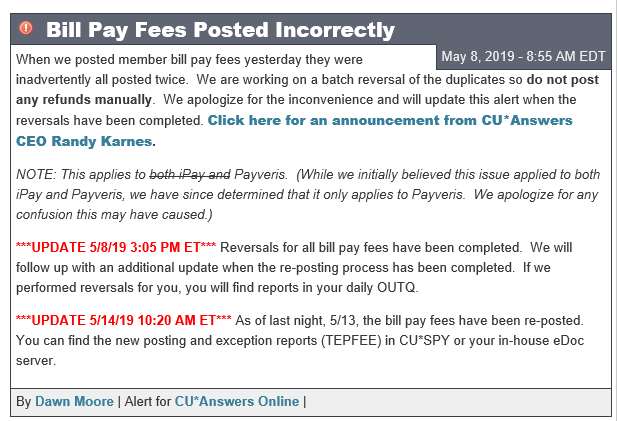 Bill Pay Fees Posted Incorrectly
May 8, 2019 - 8:55 AM EDT
When we posted member bill pay fees yesterday they were
inadvertently all posted twice. We are working on a batch reversal of the duplicates so do not post
any refunds manually. We apologize for the inconvenience and will update this alert when the
reversals have been completed. Click here for an announcement from CU*Answers
CEO Randy Karnes.
NOTE: This applies to both iPay and Payveris. (While we initially believed this issue applied to both
iPay and Payveris, we have since determined that it only applies to Payveris. We apologize for any
confusion this may have caused.)
***UPDATE 5/8/19 3:05 PM ET*** Reversals for all bill pay fees have been completed. We will
follow up with an additional update when the re-posting process has been completed. If we
performed reversals for you, you will find reports in your daily OUTQ.
***UPDATE 5/14/19 10:20 AM ET*** As of last night, 5/13, the bill pay fees have been re-posted.
You can find the new posting and exception reports (TEPFEE) in CU*SPY or your in-house eDoc
server.
By Dawn Moore | Alert for CU*Answers Online |